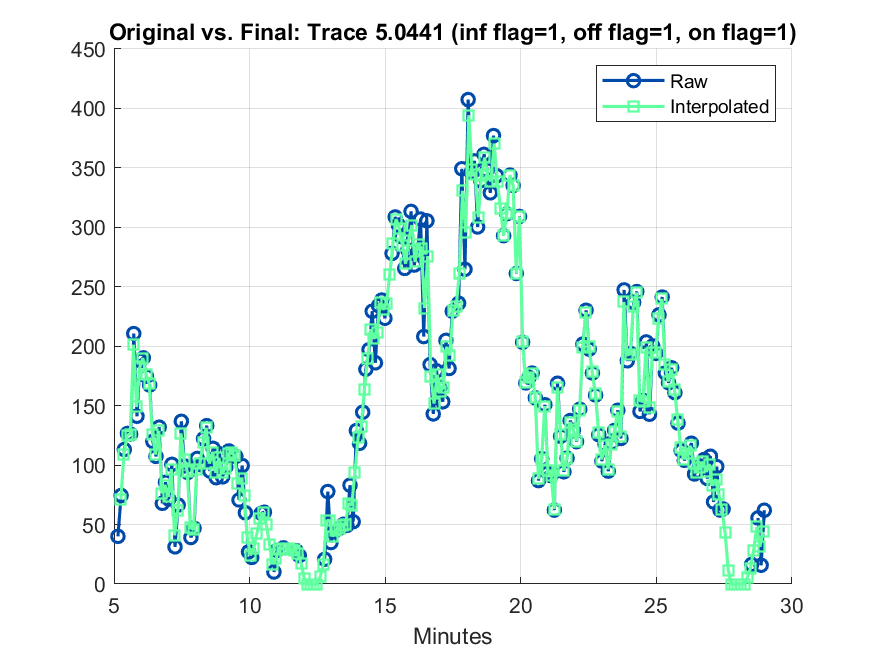 Original vs. Final: Trace 5.0441 (inf flag=1, off flag=1, on flag=1)
450
400
350
300
250
200
150
100
50
0
Raw
Interpolated
5 10 15 20 25 30
Minutes